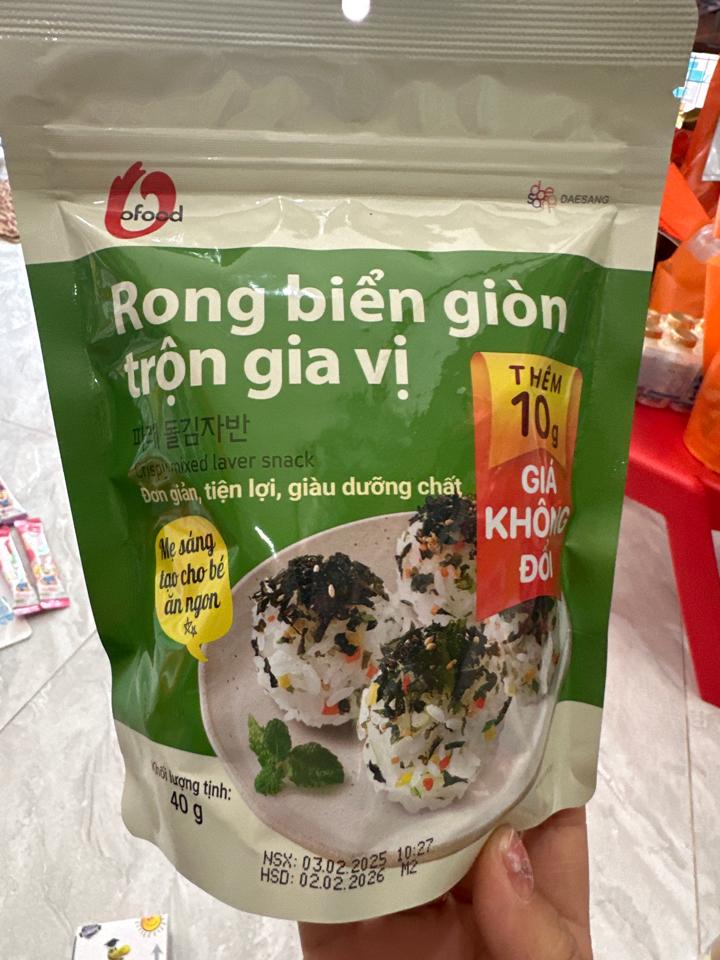 ofood
daesang DAESANG
Rong biển giòn
trộn gia vị
파래 돌김자반
Crispy mixed laver snack
Đơn giản, tiện lợi, giàu dưỡng chất
THÊM
10g
GIÁ
KHÔNG
ĐỔI
Mẹ sáng
tạo cho bé
ăn ngon
Khối lượng tịnh:
40 g
NSX: 03.02.2025 10:27
HSD: 02.02.2026 M2